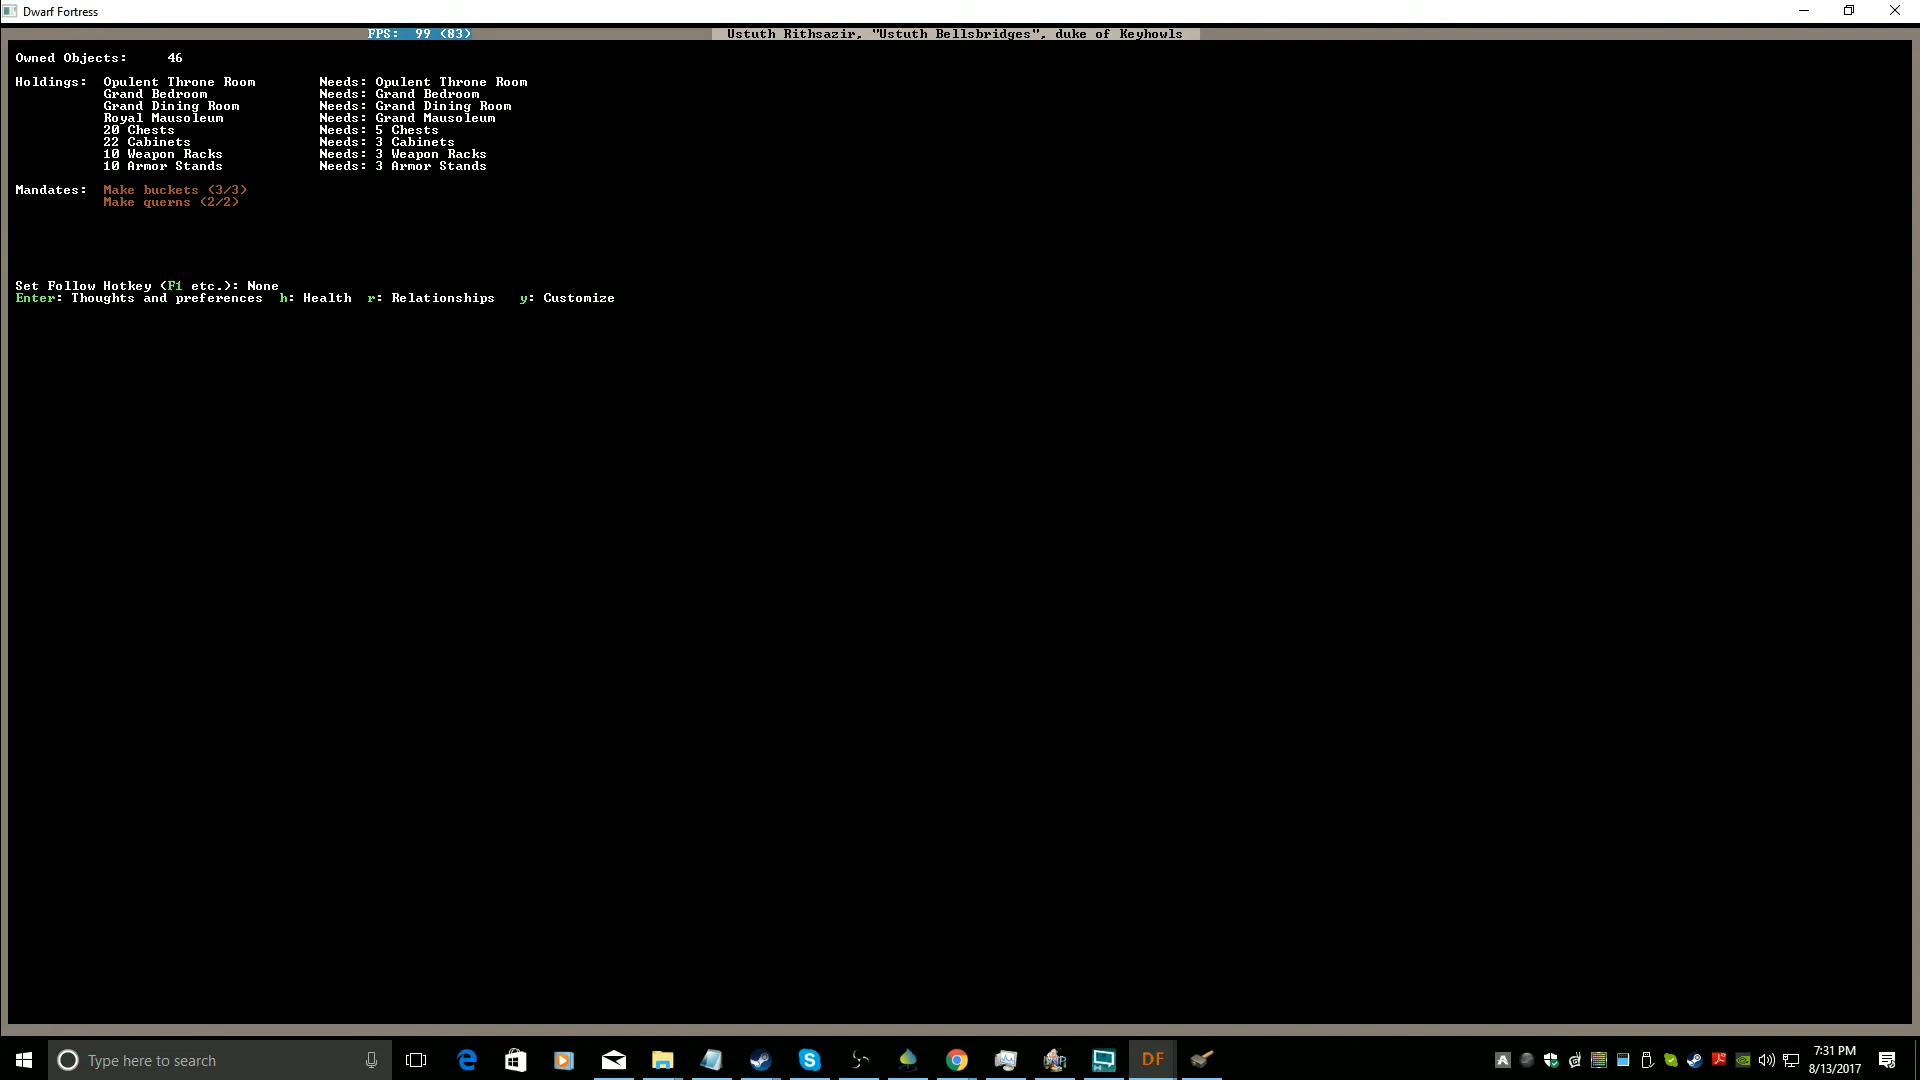 Dwarf Fortress
FPS:  99 (83)
Ustuth Rithsazir, "Ustuth Bellsbridges", duke of Keyhowls
Owned Objects:     46
Holdings:  Opulent Throne Room        Needs: Opulent Throne Room
Grand Bedroom              Needs: Grand Bedroom
Grand Dining Room          Needs: Grand Dining Room
Royal Mausoleum            Needs: Grand Mausoleum
20 Chests                  Needs: 5 Chests
22 Cabinets                Needs: 3 Cabinets
10 Weapon Racks            Needs: 3 Weapon Racks
10 Armor Stands            Needs: 3 Armor Stands
Mandates:  Make buckets (3/3)
Make querns (2/2)
Set Follow Hotkey (F1 etc.): None
Enter: Thoughts and preferences  h: Health  r: Relationships   y: Customize
Type here to search
DF
7:31 PM
8/13/2017